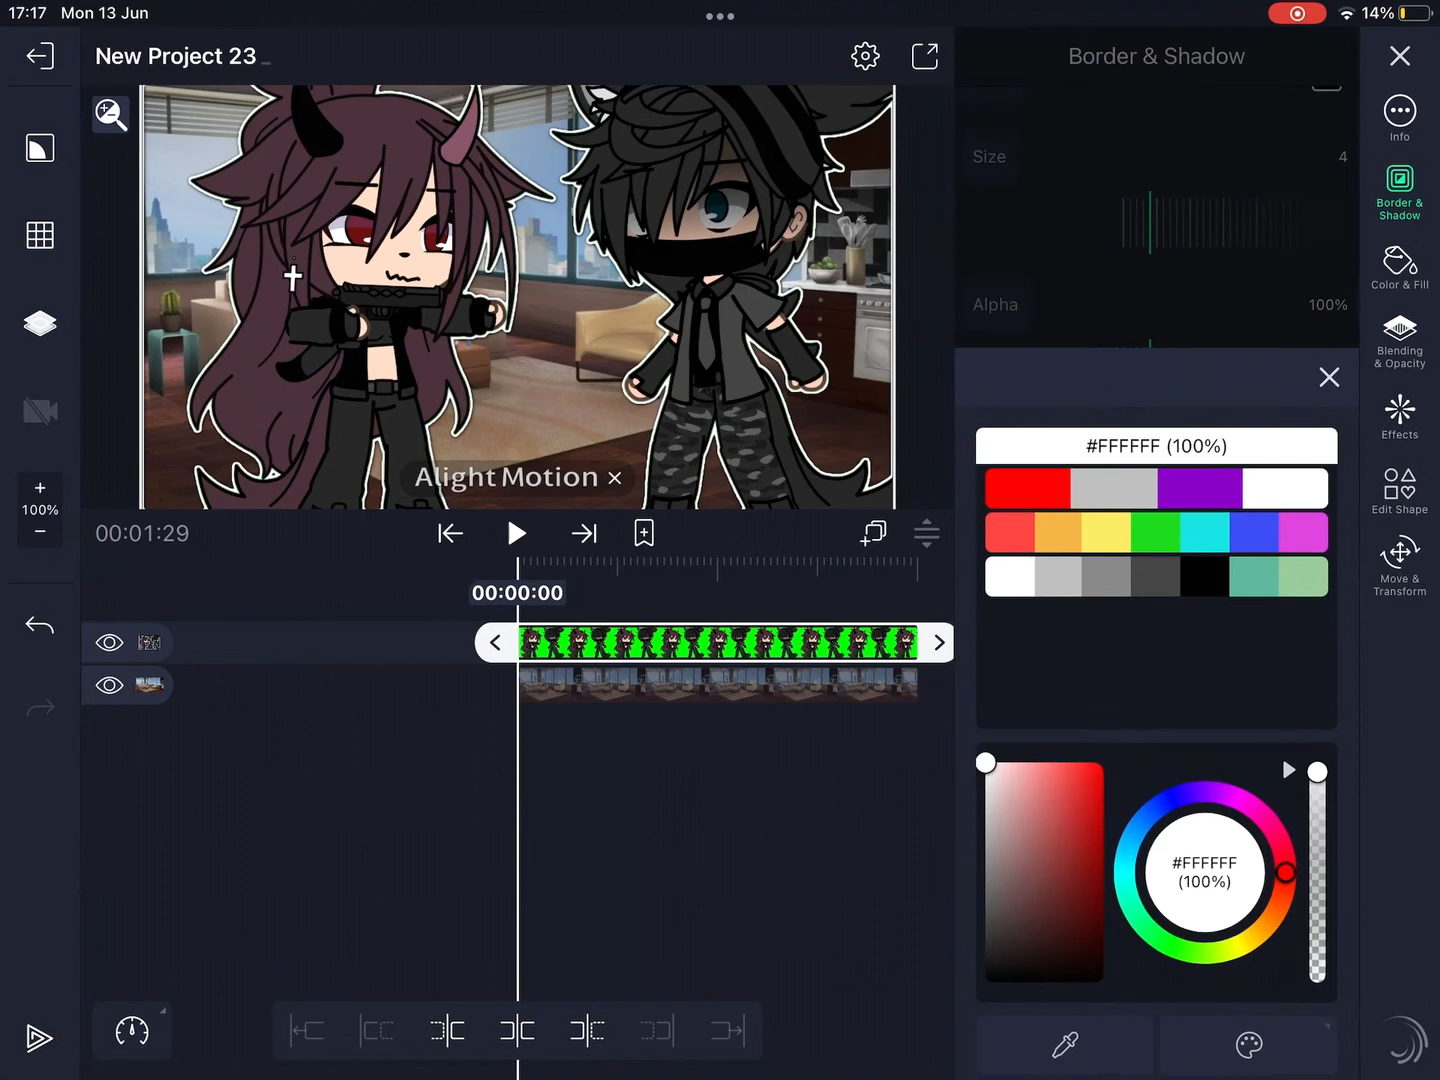 17:17 Mon 13 Jun
14%
New Project 23
Border & Shadow
Size 4
Alpha 100%
Info
Border &
Shadow
Color & Fill
Blending
& Opacity
Effects
Edit Shape
Move &
Transform
Alight Motion ×
100%
00:01:29
00:00:00
#FFFFFF (100%)
#FFFFFF
(100%)